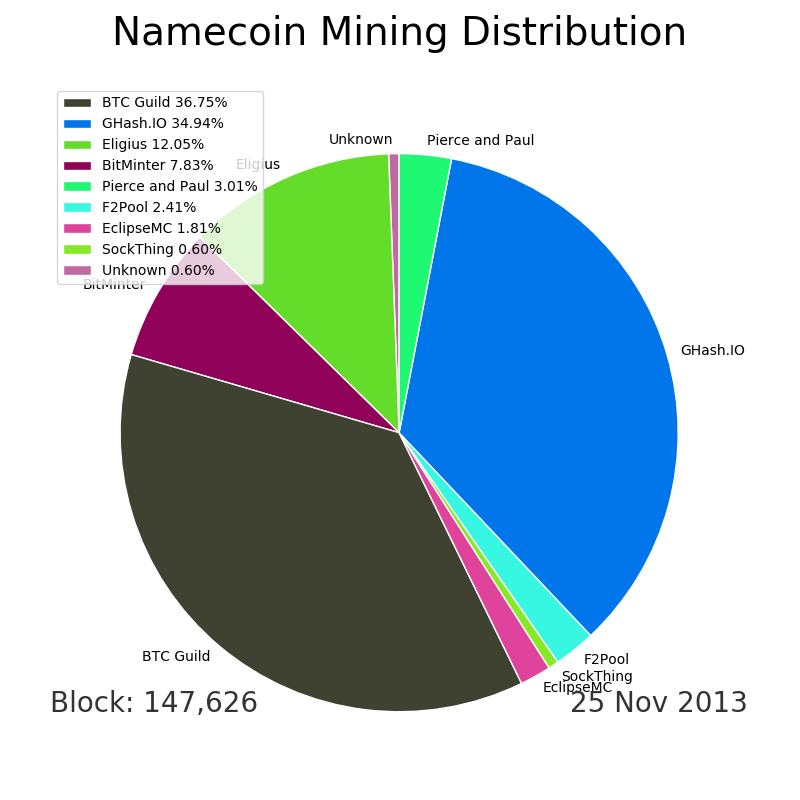 Namecoin Mining Distribution
BTC Guild 36.75%
GHash.IO 34.94%
Eligius 12.05%
BitMinter 7.83%
Pierce and Paul 3.01%
F2Pool 2.41%
EclipseMC 1.81%
SockThing 0.60%
Unknown 0.60%
Unknown
Pierce and Paul
Eligius
BitMinter
GHash.IO
BTC Guild
F2Pool
SockThing
EclipseMC
Block: 147,626
25 Nov 2013